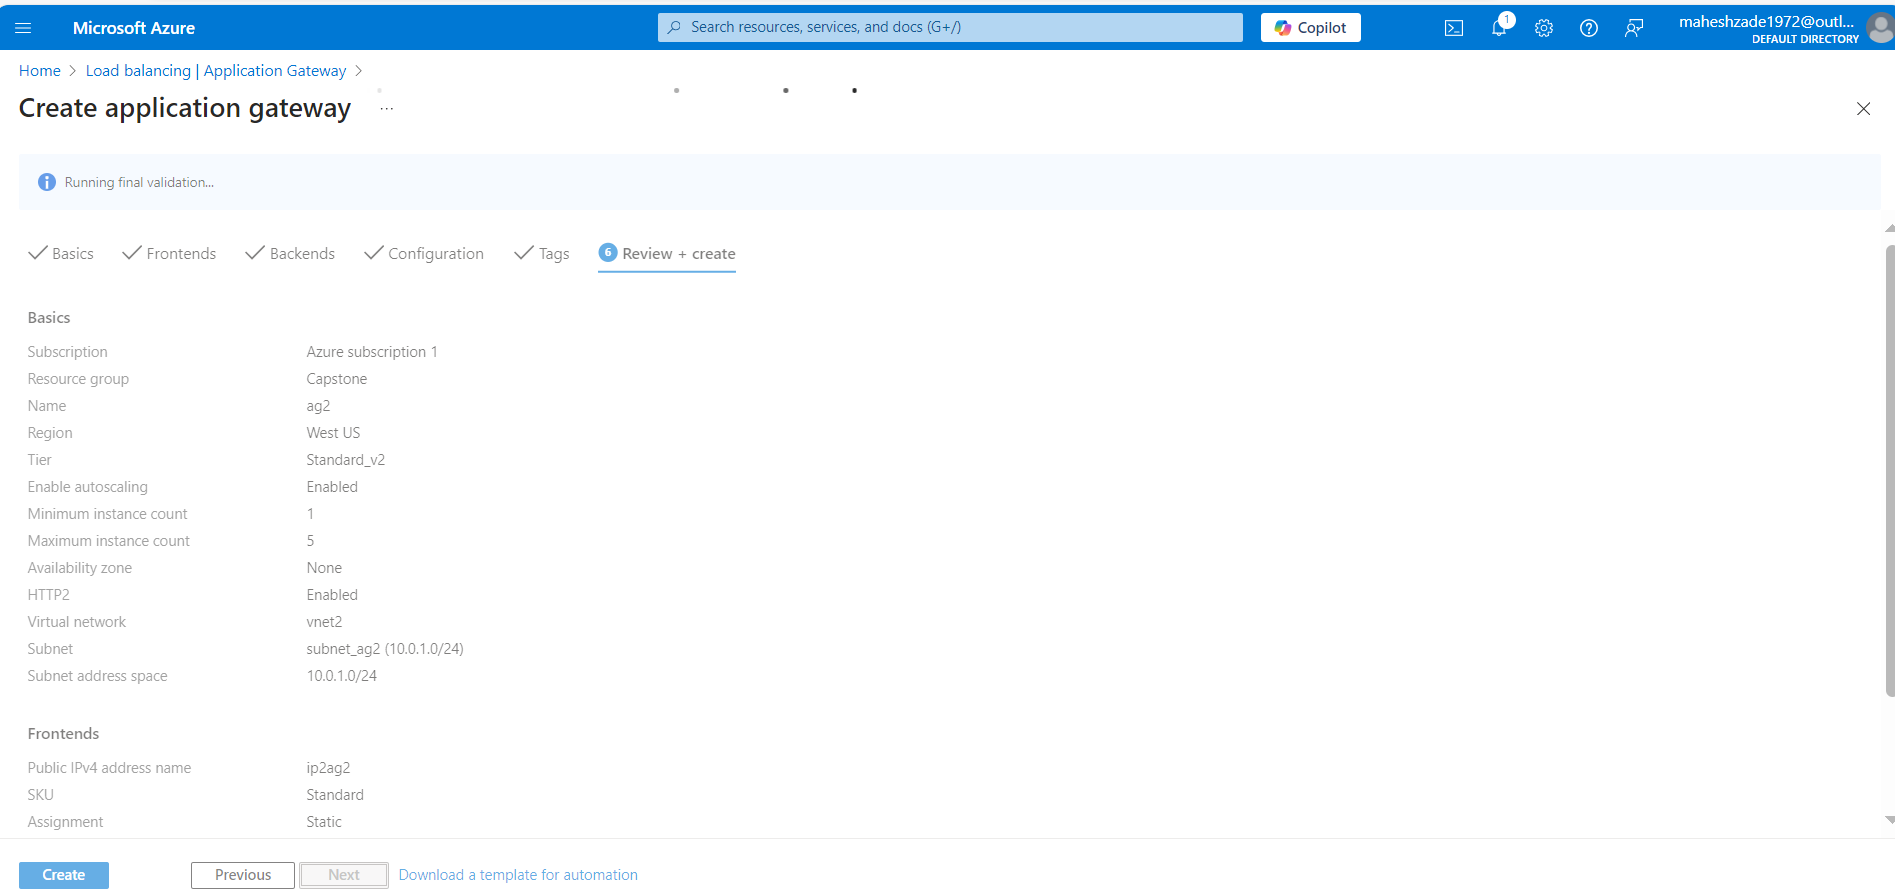 Microsoft Azure
Search resources, services, and docs (G+/)
Copilot
1
maheshzade1972@outl...
DEFAULT DIRECTORY
Home > Load balancing | Application Gateway >
Create application gateway ...
Running final validation...
Basics
Frontends
Backends
Configuration
Tags
6 Review + create
Basics
Subscription Azure subscription 1
Resource group Capstone
Name ag2
Region West US
Tier Standard_v2
Enable autoscaling Enabled
Minimum instance count 1
Maximum instance count 5
Availability zone None
HTTP2 Enabled
Virtual network vnet2
Subnet subnet_ag2 (10.0.1.0/24)
Subnet address space 10.0.1.0/24
Frontends
Public IPv4 address name ip2ag2
SKU Standard
Assignment Static
Create
Previous
Next
Download a template for automation